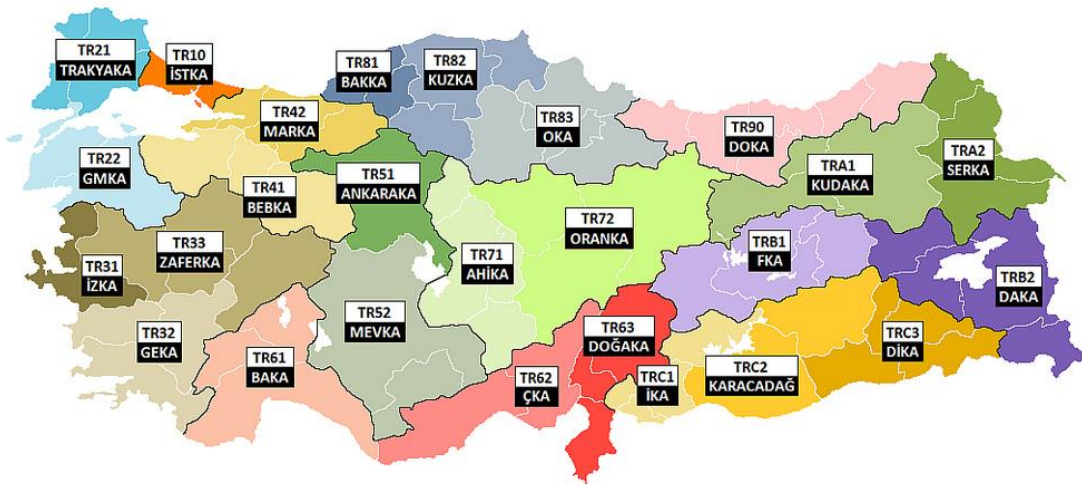 TR21
TRAKYAKA
TR10
İSTKA
TR81
BAKKA
TR82
KUZKA
TR42
MARKA
TR83
OKA
TR90
DOKA
TRA2
SERKA
TR22
GMKA
TR41
BEBKA
TR51
ANKARAKA
TRA1
KUDAKA
TR33
ZAFERKA
TR72
ORANKA
TR31
İZKA
TR71
AHİKA
TRB1
FKA
TRB2
DAKA
TR32
GEKA
TR52
MEVKA
TR63
DOĞAKA
TRC3
DİKA
TR61
BAKA
TR62
ÇKA
TRC1
İKA
TRC2
KARACADAĞ